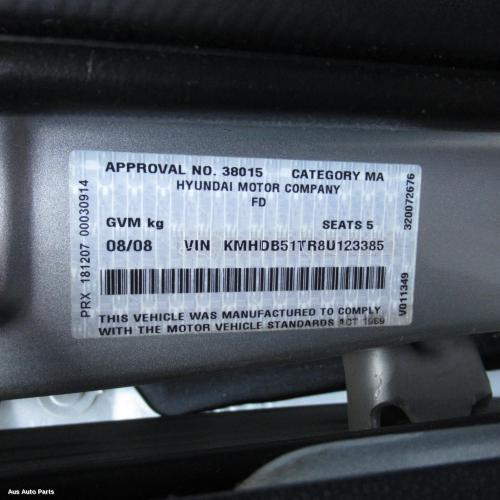 APPROVAL NO. 38015 CATEGORY MA
HYUNDAI MOTOR COMPANY
FD
GVM kg SEATS 5
08/08 VIN KMHDB51TR8U123385
THIS VEHICLE WAS MANUFACTURED TO COMPLY
WITH THE MOTOR VEHICLE STANDARDS ACT 1989
PRX 181207 00030914
320072676
V011349
Aus Auto Parts